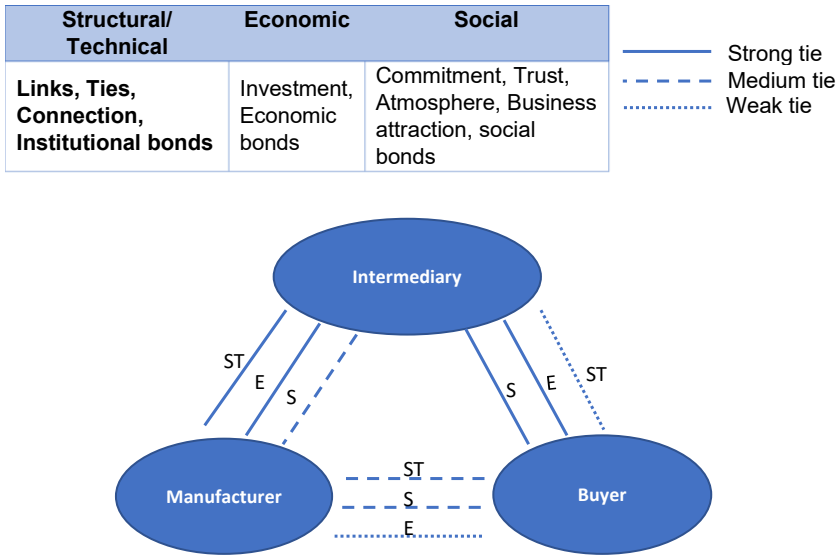 Structural/
Technical
Economic
Social
Links, Ties,
Connection,
Institutional bonds
Investment,
Economic
bonds
Commitment, Trust,
Atmosphere, Business
attraction, social
bonds
Strong tie
Medium tie
Weak tie
Intermediary
ST
E
S
S
E
ST
Manufacturer
ST
S
E
Buyer